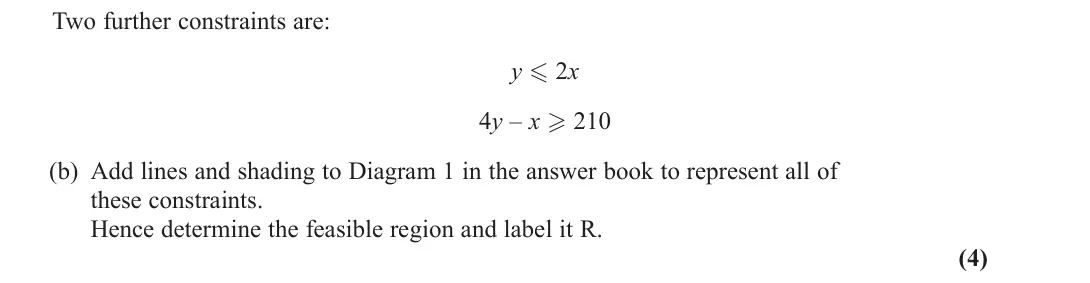 Two further constraints are:
y ⩽ 2x
4y – x ⩾ 210
(b) Add lines and shading to Diagram 1 in the answer book to represent all of
these constraints.
Hence determine the feasible region and label it R.
(4)